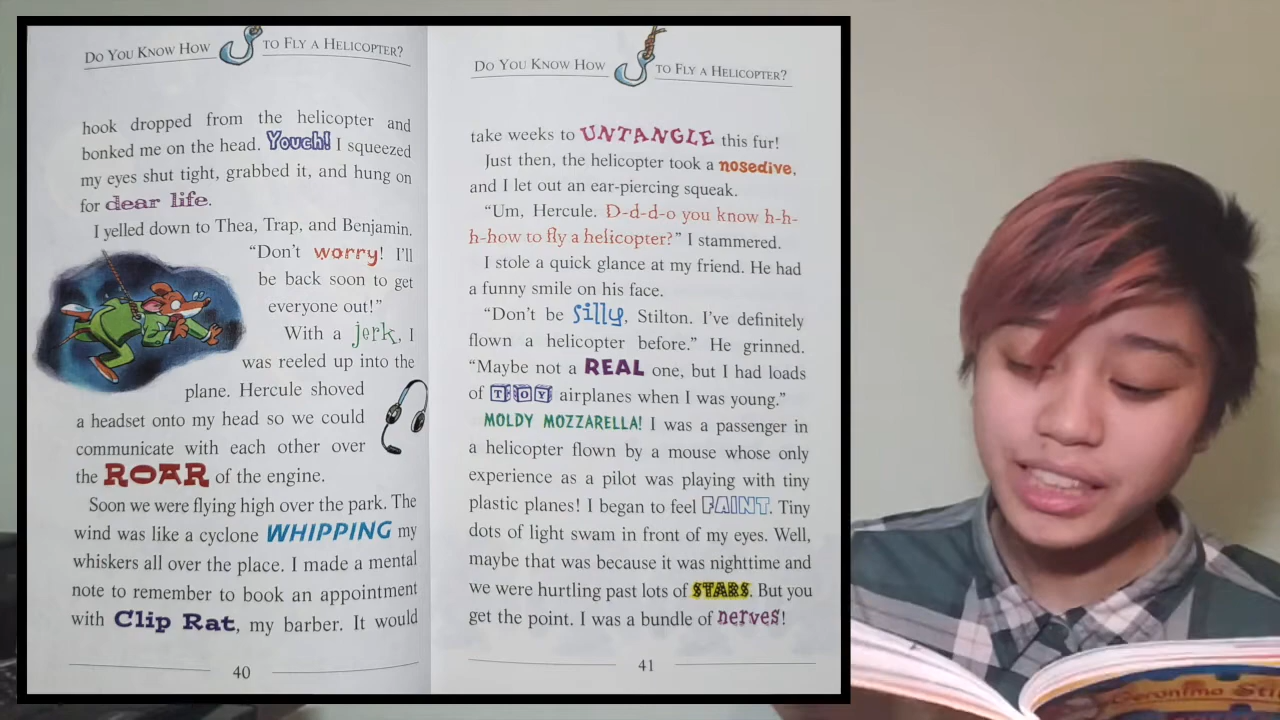 DO YOU KNOW HOW TO FLY A HELICOPTER?
hook dropped from the helicopter and
bonked me on the head. Youch! I squeezed
my eyes shut tight, grabbed it, and hung on
for dear life.
I yelled down to Thea, Trap, and Benjamin.
“Don’t worry! I’ll
be back soon to get
everyone out!”
With a jerk, I
was reeled up into the
plane. Hercule shoved
a headset onto my head so we could
communicate with each other over
the ROAR of the engine.
Soon we were flying high over the park. The
wind was like a cyclone WHIPPING my
whiskers all over the place. I made a mental
note to remember to book an appointment
with Clip Rat, my barber. It would
40
DO YOU KNOW HOW TO FLY A HELICOPTER?
take weeks to UNTANGLE this fur!
Just then, the helicopter took a nosedive,
and I let out an ear-piercing squeak.
“Um, Hercule. D-d-d-o you know h-h-
h-how to fly a helicopter?” I stammered.
I stole a quick glance at my friend. He had
a funny smile on his face.
“Don’t be silly, Stilton. I’ve definitely
flown a helicopter before.” He grinned.
“Maybe not a REAL one, but I had loads
of TOY airplanes when I was young.”
MOLDY MOZZARELLA! I was a passenger in
a helicopter flown by a mouse whose only
experience as a pilot was playing with tiny
plastic planes! I began to feel FAINT. Tiny
dots of light swam in front of my eyes. Well,
maybe that was because it was nighttime and
we were hurtling past lots of STARS. But you
get the point. I was a bundle of nerves!
41
Geronimo Stil